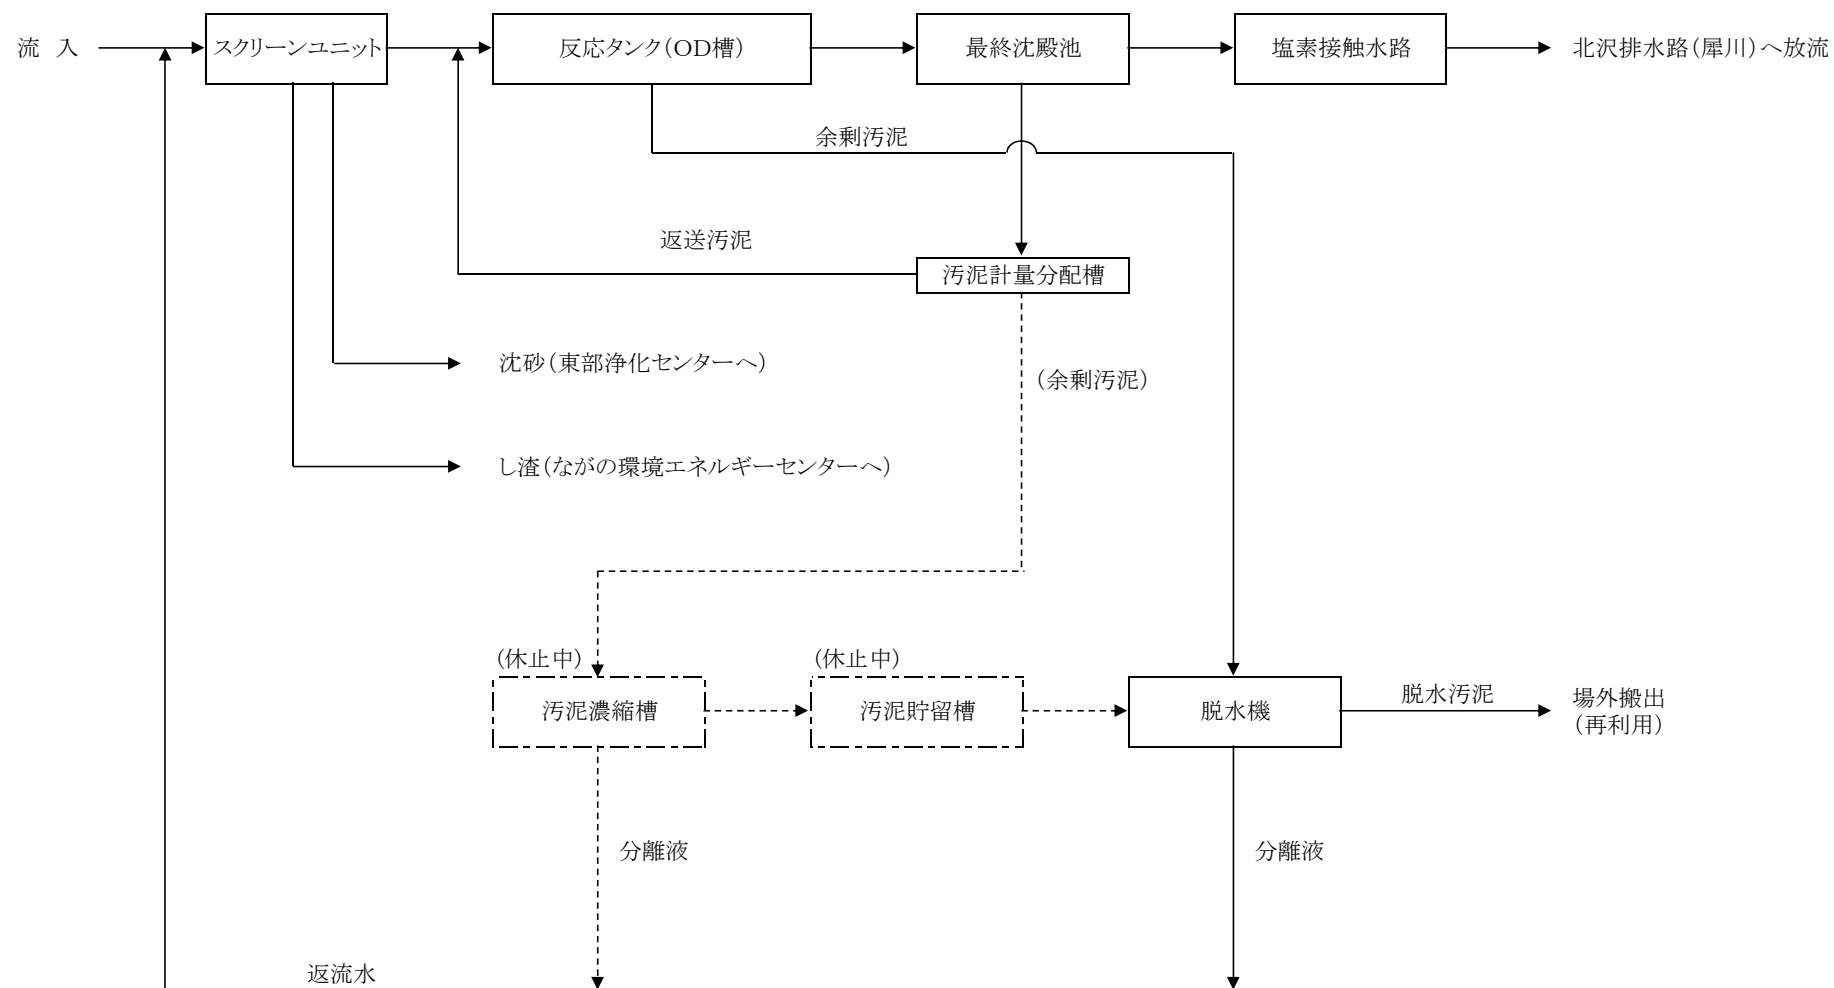 流 入
スクリーンユニット
反応タンク(OD槽)
最終沈殿池
塩素接触水路
北沢排水路(犀川)へ放流
余剰汚泥
返送汚泥
汚泥計量分配槽
沈砂(東部浄化センターへ)
(余剰汚泥)
し渣(ながの環境エネルギーセンターへ)
(休止中)
(休止中)
汚泥濃縮槽
汚泥貯留槽
脱水機
脱水汚泥
場外搬出
(再利用)
分離液
分離液
返流水